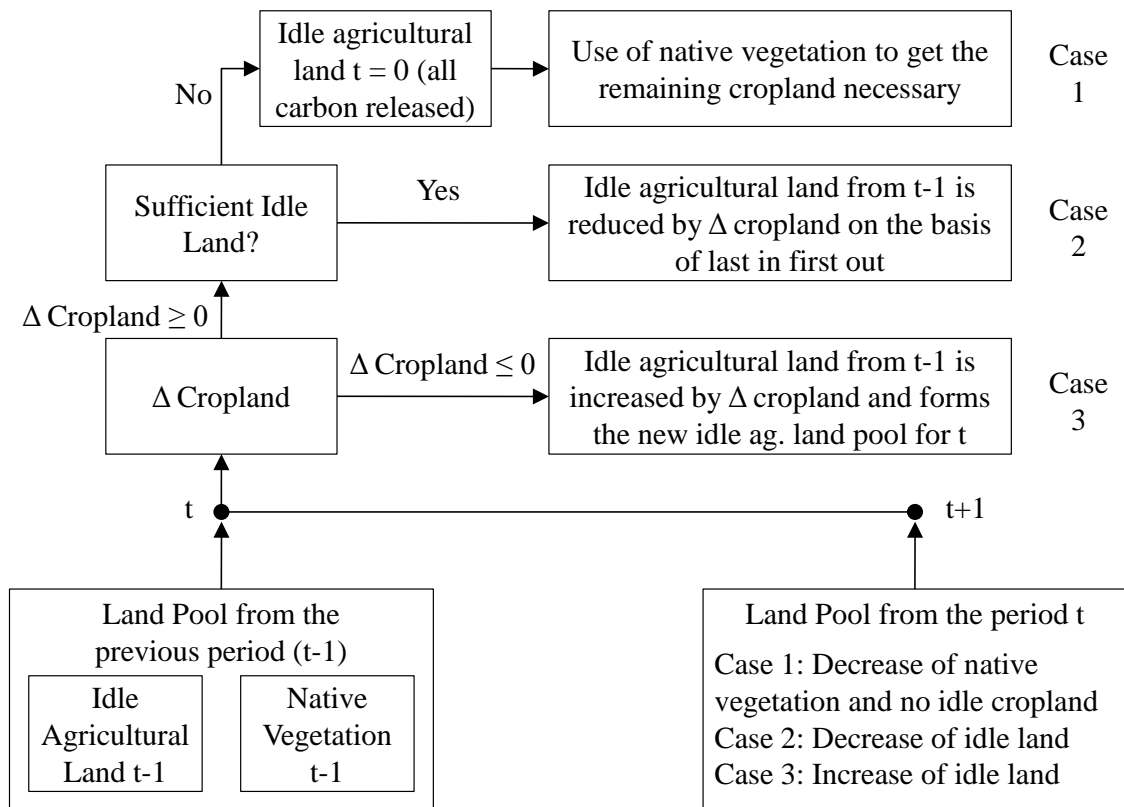 Idle agricultural
land t = 0 (all
carbon released)
Use of native vegetation to get the
remaining cropland necessary
Case
1
No
Sufficient Idle
Land?
Yes
Idle agricultural land from t-1 is
reduced by Δ cropland on the basis
of last in first out
Case
2
Δ Cropland ≥ 0
Δ Cropland
Δ Cropland ≤ 0
Idle agricultural land from t-1 is
increased by Δ cropland and forms
the new idle ag. land pool for t
Case
3
t
t+1
Land Pool from the
previous period (t-1)
Idle
Agricultural
Land t-1
Native
Vegetation
t-1
Land Pool from the period t
Case 1: Decrease of native
vegetation and no idle cropland
Case 2: Decrease of idle land
Case 3: Increase of idle land